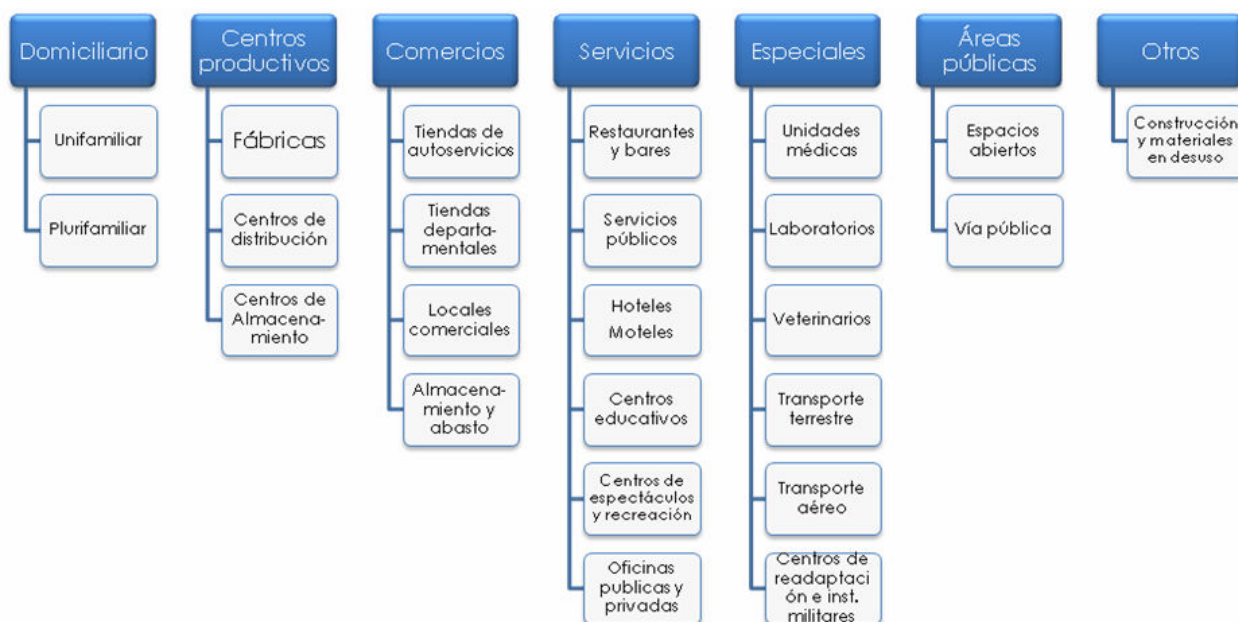 Domiciliario
Unifamiliar
Plurifamiliar
Centros
productivos
Fábricas
Centros de
distribución
Centros de
Almacena-
miento
Comercios
Tiendas de
autoservicios
Tiendas
departa-
mentales
Locales
comerciales
Almacena-
miento y
abasto
Servicios
Restaurantes
y bares
Servicios
públicos
Hoteles
Moteles
Centros
educativos
Centros de
espectáculos
y recreación
Oficinas
publicas y
privadas
Especiales
Unidades
médicas
Laboratorios
Veterinarios
Transporte
terrestre
Transporte
aéreo
Centros de
readaptaci
ón e inst.
militares
Áreas
públicas
Espacios
abiertos
Vía pública
Otros
Construcción
y materiales
en desuso